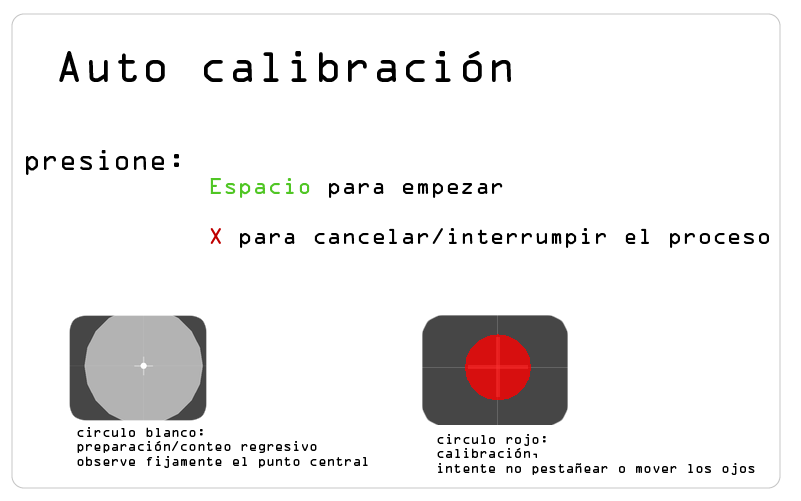 Auto calibración
presione:
Espacio para empezar
X para cancelar/interrumpir el proceso
circulo blanco:
preparación/conteo regresivo
observe fijamente el punto central
circulo rojo:
calibración,
intente no pestañear o mover los ojos